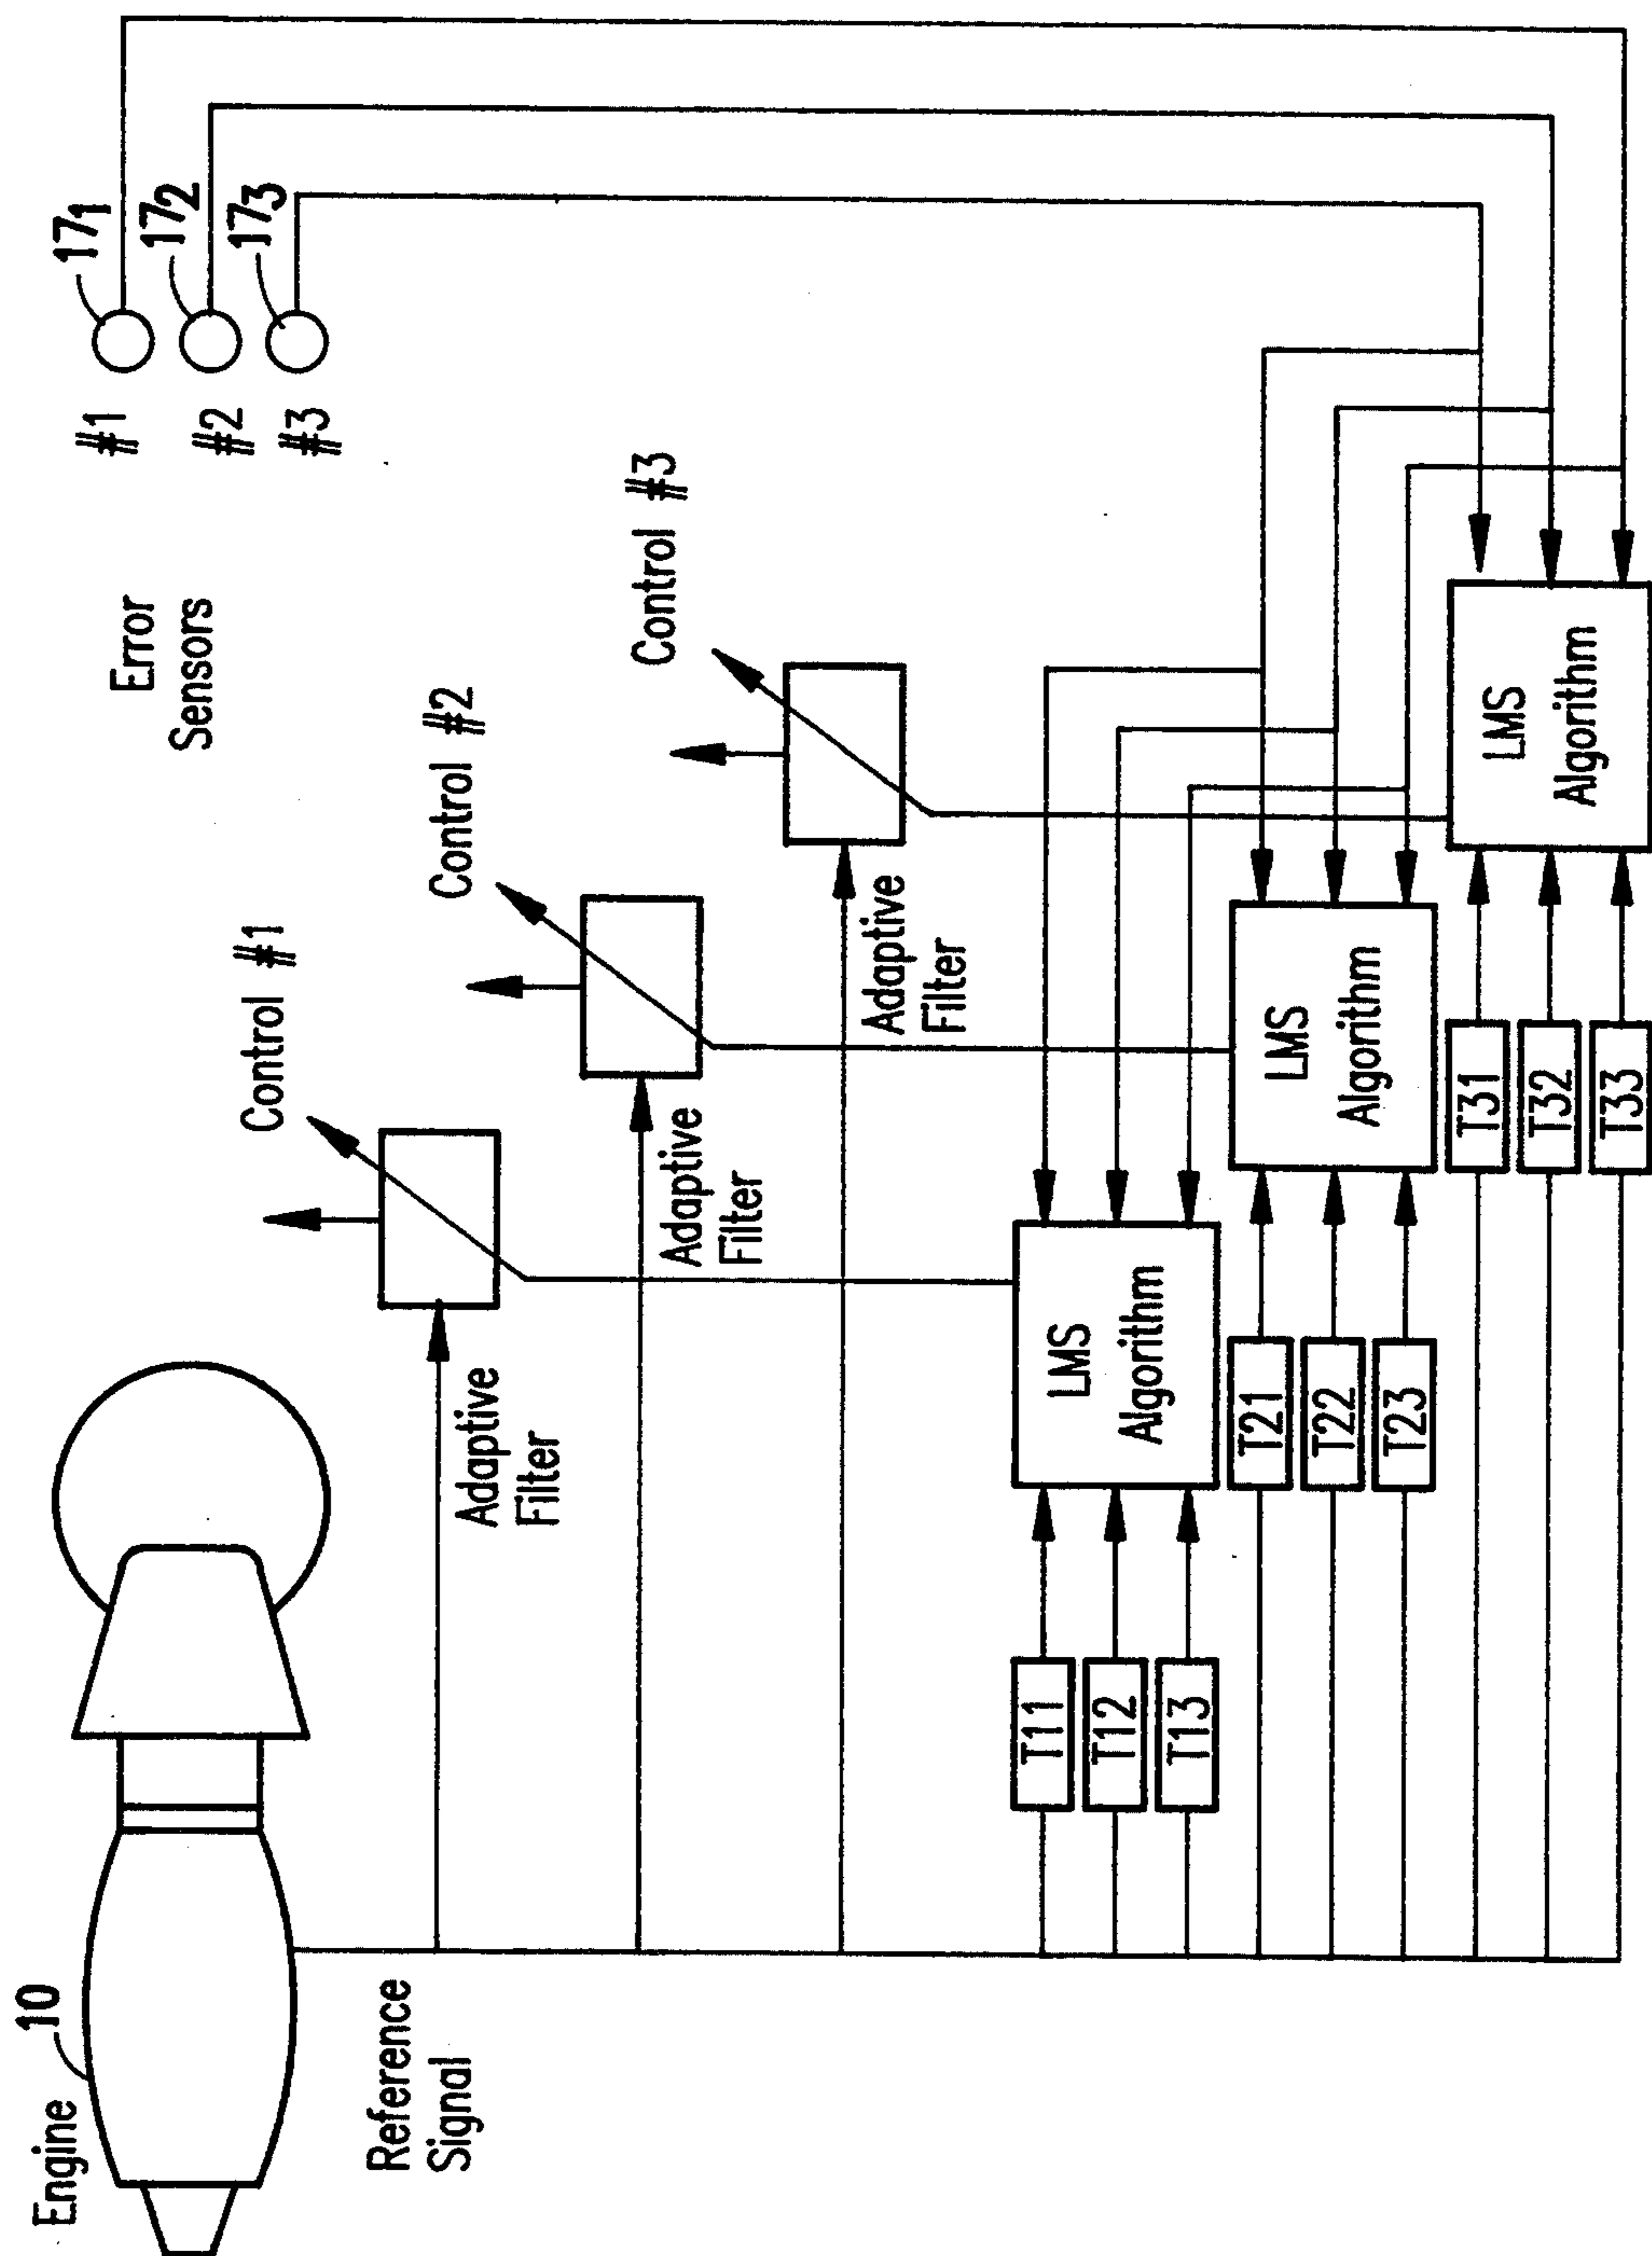 Engine
10
Reference
Signal
Error
Sensors
#1
#2
#3
17₁
17₂
17₃
Control #1
Adaptive
Filter
Control #2
Adaptive
Filter
Control #3
Adaptive
Filter
T11
T12
T13
LMS
Algorithm
T21
T22
T23
LMS
Algorithm
T31
T32
T33
LMS
Algorithm